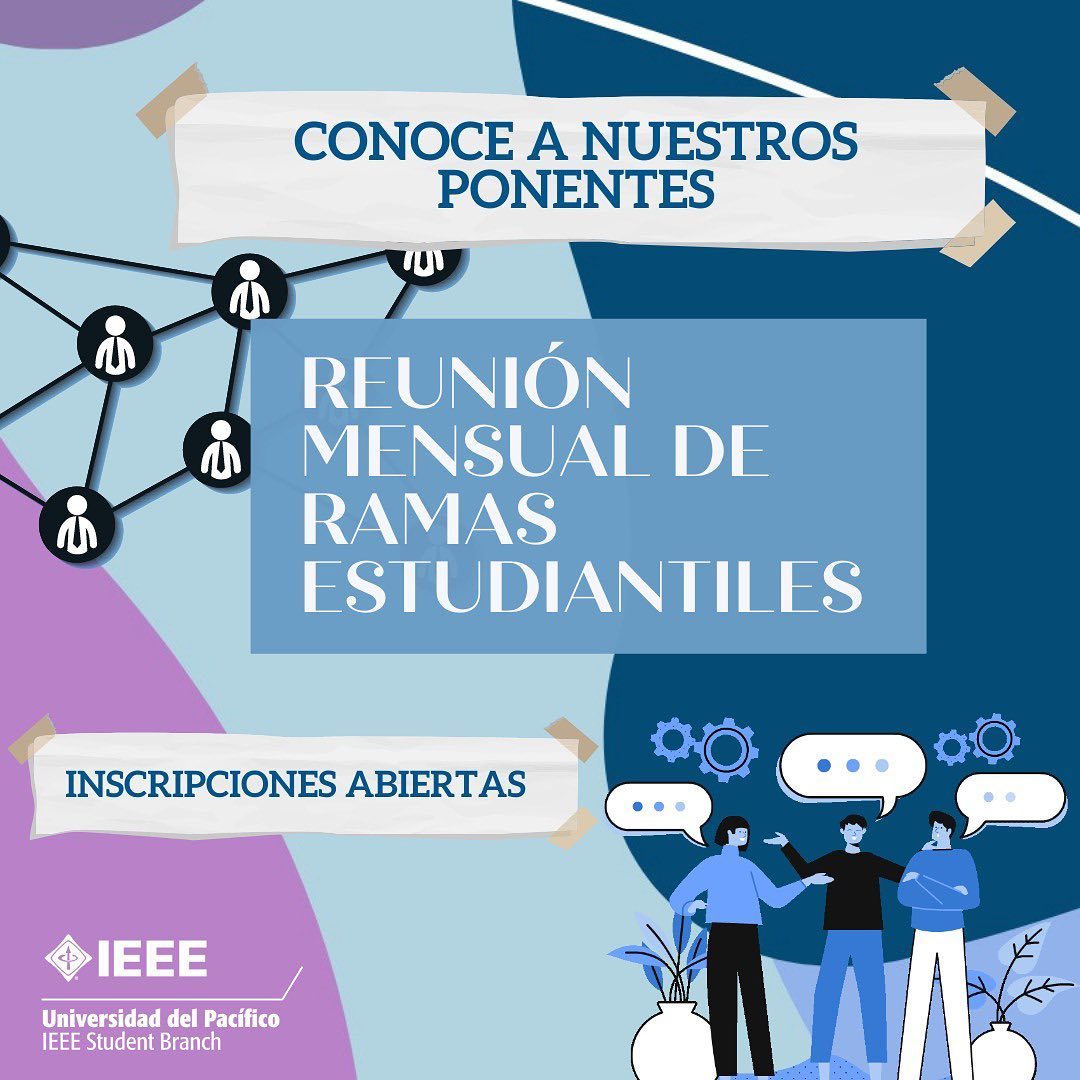 CONOCE A NUESTROS
PONENTES
REUNIÓN
MENSUAL DE
RAMAS
ESTUDIANTILES
INSCRIPCIONES ABIERTAS
IEEE
Universidad del Pacífico
IEEE Student Branch